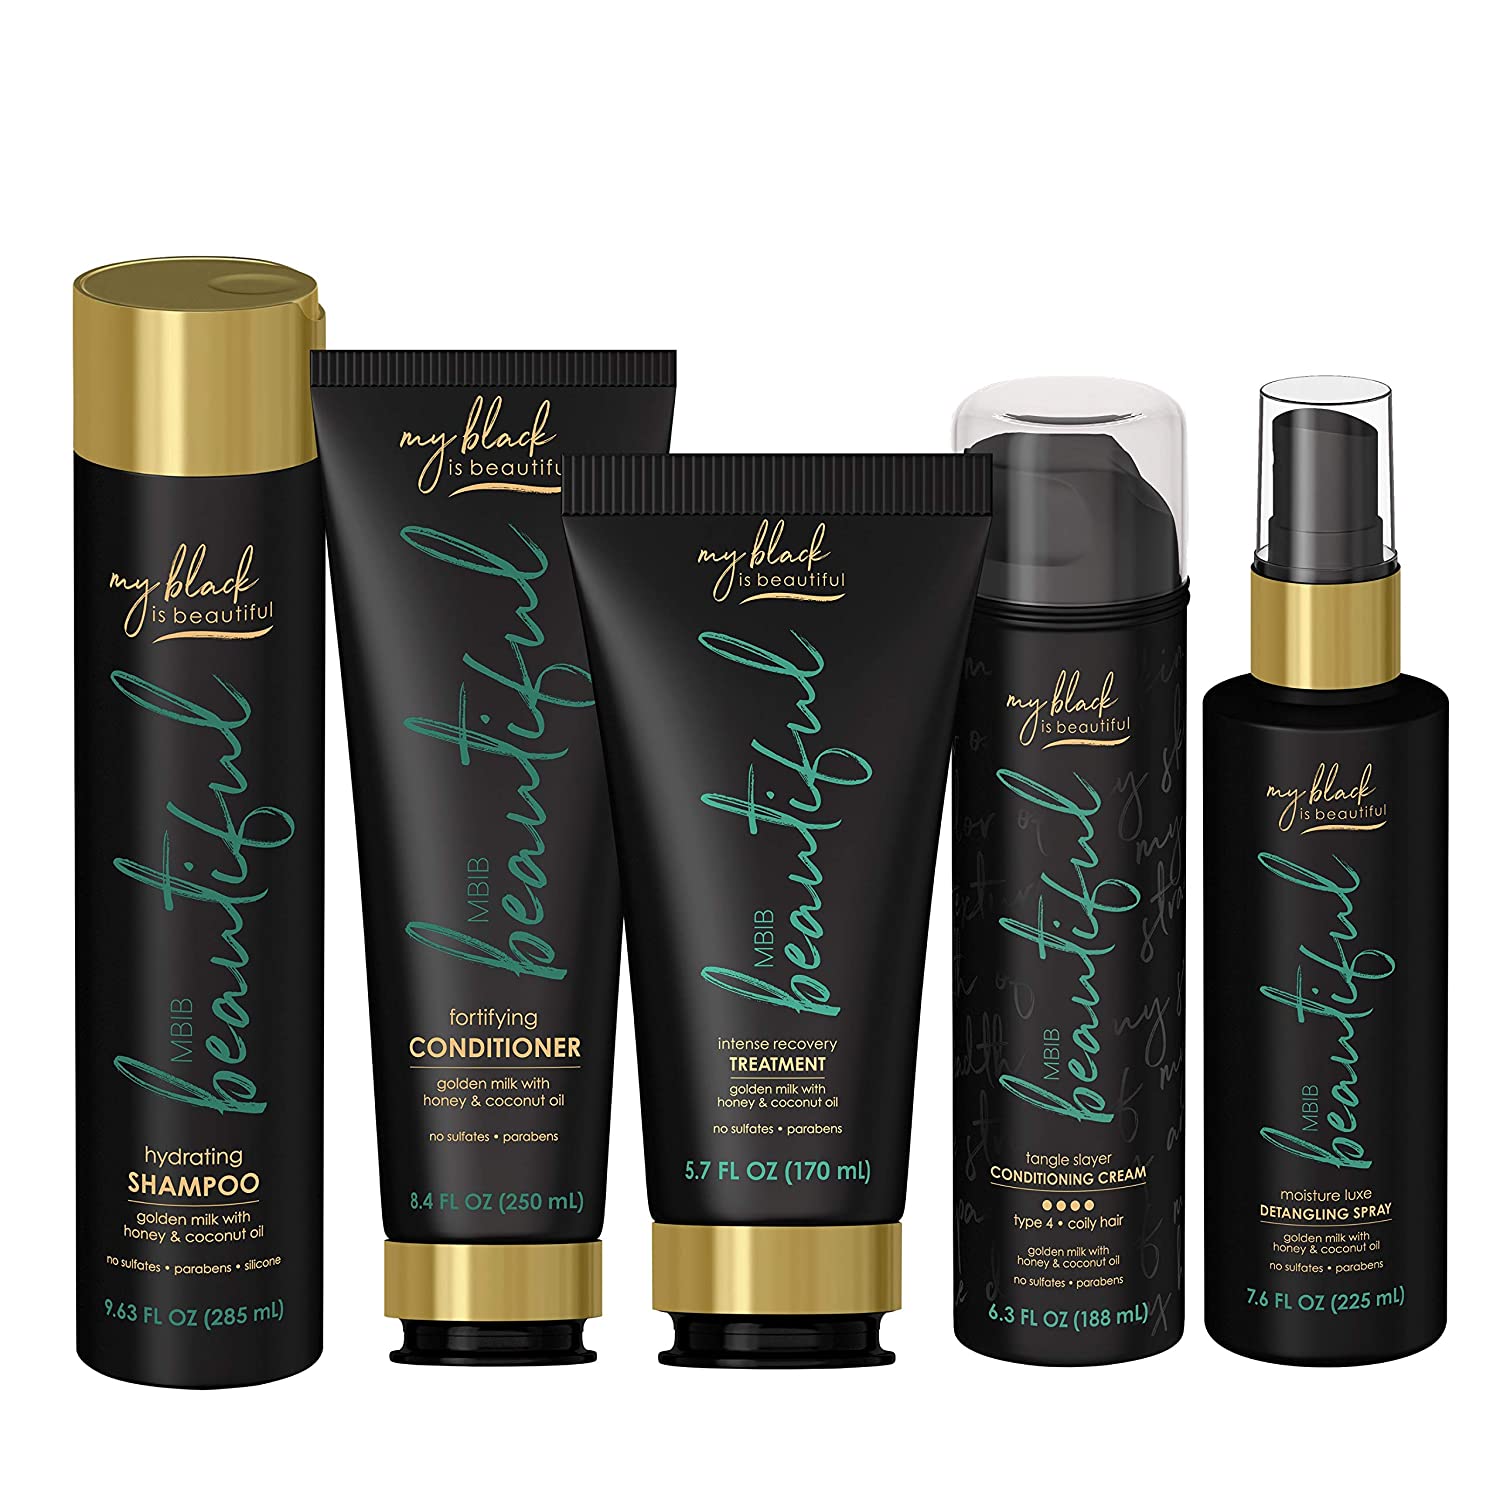 my black
is beautiful
MBIB
beautiful
hydrating
SHAMPOO
golden milk with
honey & coconut oil
no sulfates • parabens • silicone
9.63 FL OZ (285 mL)
my black
is beautifu
MBIB
beautiful
fortifying
CONDITIONER
golden milk with
honey & coconut oil
no sulfates • parabens
8.4 FL OZ (250 mL)
my black
is beautiful
MBIB
beautiful
intense recovery
TREATMENT
golden milk with
honey & coconut oil
no sulfates • parabens
5.7 FL OZ (170 mL)
my black
is beautiful
MBIB
beautiful
tangle slayer
CONDITIONING CREAM
type 4 • coily hair
golden milk with
honey & coconut oil
no sulfates • parabens
6.3 FL OZ (188 mL)
my black
is beautiful
MBIB
beautiful
moisture luxe
DETANGLING SPRAY
golden milk with
honey & coconut oil
no sulfates • parabens
7.6 FL OZ (225 mL)